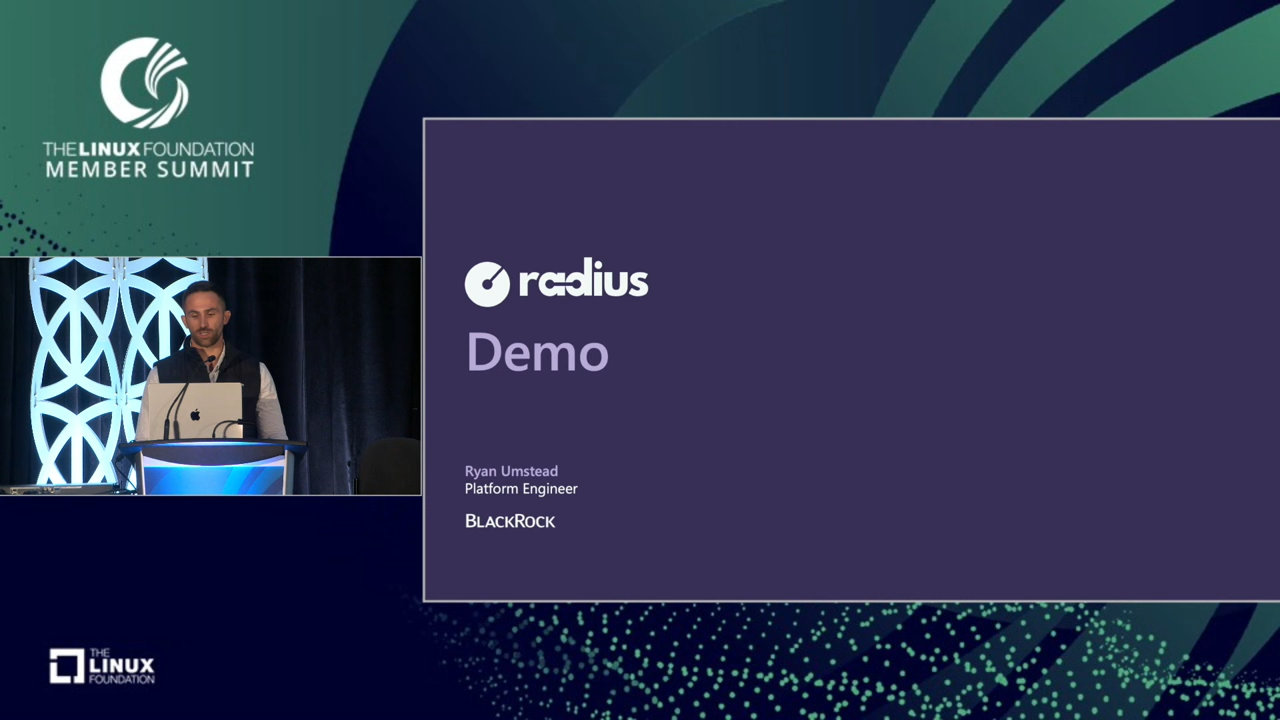 THE LINUX FOUNDATION
MEMBER SUMMIT
radius
Demo
Ryan Umstead
Platform Engineer
BLACKROCK
THE
LINUX
FOUNDATION